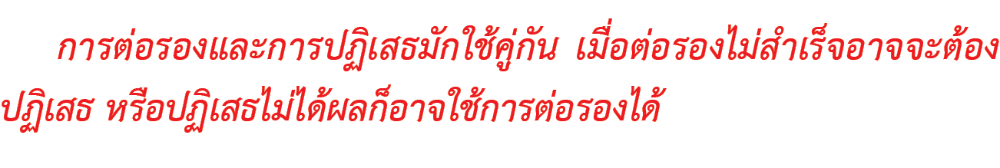 การต่อรองและการปฏิเสธมักใช้คู่กัน เมื่อต่อรองไม่สำเร็จอาจจะต้อง
ปฏิเสธ หรือปฏิเสธไม่ได้ผลก็อาจใช้การต่อรองได้